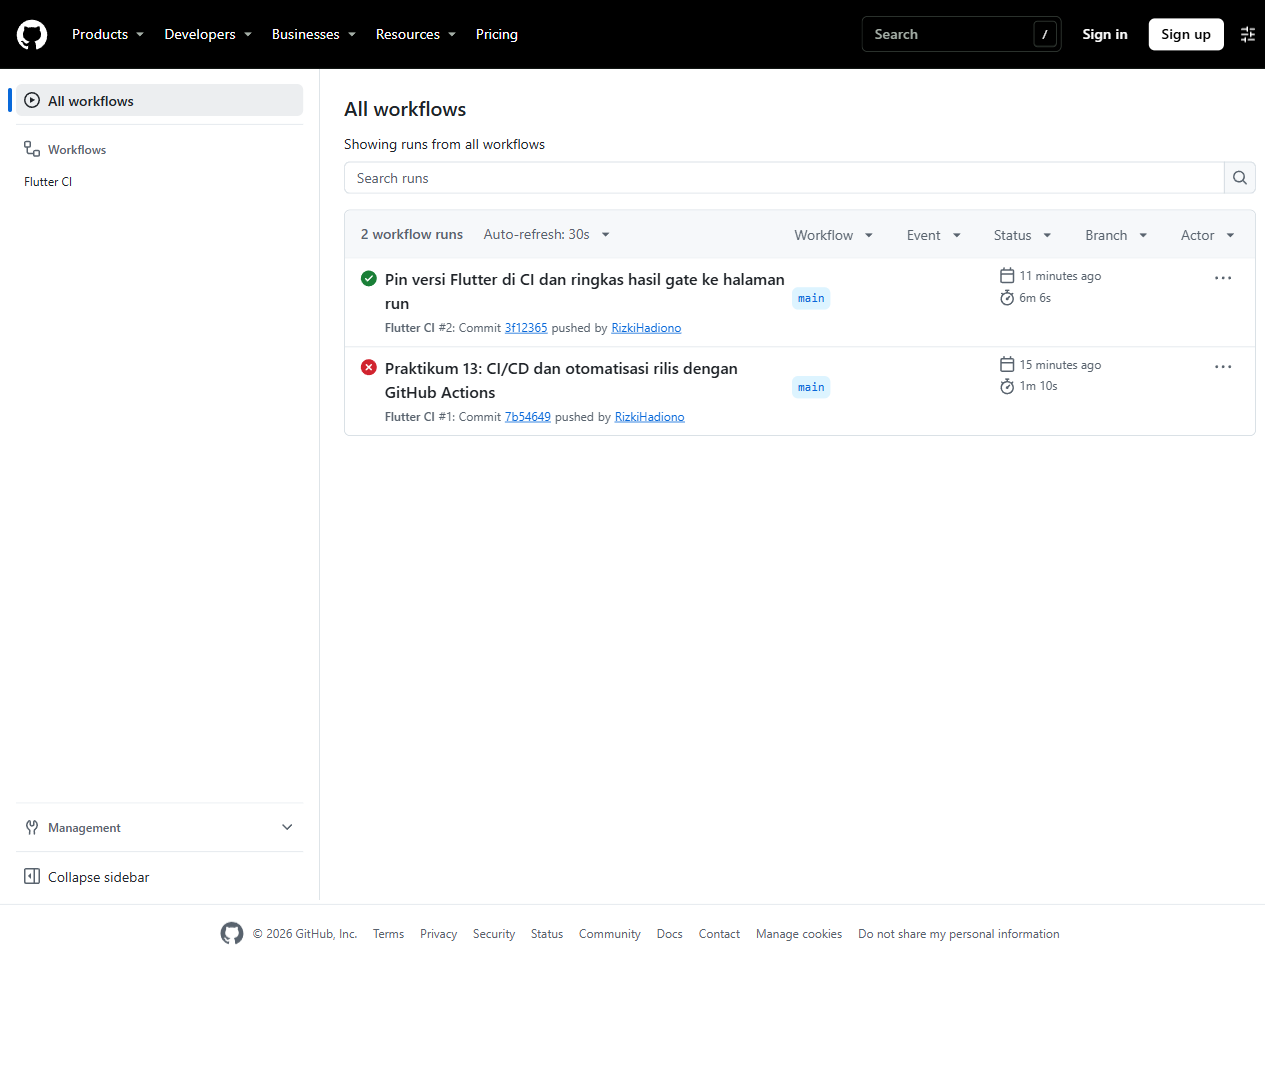 Products Developers Businesses Resources Pricing Search / Sign in Sign up
All workflows
Workflows
Flutter CI
Management
Collapse sidebar
All workflows
Showing runs from all workflows
Search runs
2 workflow runs Auto-refresh: 30s Workflow Event Status Branch Actor
Pin versi Flutter di CI dan ringkas hasil gate ke halaman
run
Flutter CI #2: Commit 3f12365 pushed by RizkiHadiono
main
11 minutes ago
6m 6s
Praktikum 13: CI/CD dan otomatisasi rilis dengan
GitHub Actions
Flutter CI #1: Commit 7b54649 pushed by RizkiHadiono
main
15 minutes ago
1m 10s
© 2026 GitHub, Inc. Terms Privacy Security Status Community Docs Contact Manage cookies Do not share my personal information